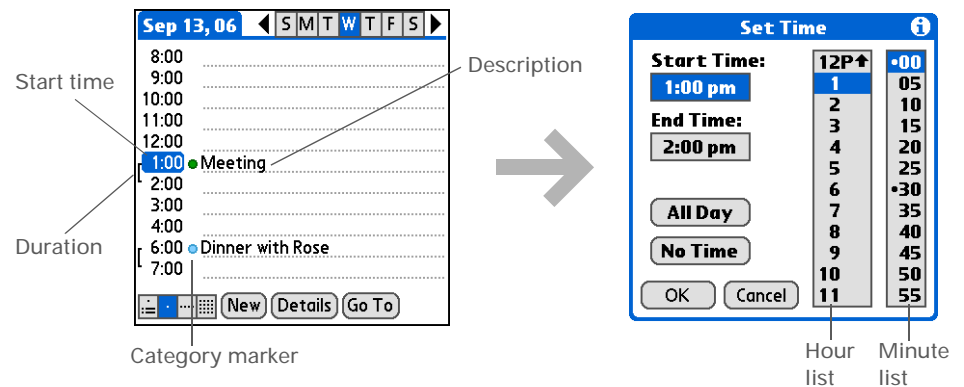 Sep 13, 06 S M T W T F S
8:00
9:00
10:00
11:00
12:00
1:00 Meeting
2:00
3:00
4:00
6:00 Dinner with Rose
7:00
New Details Go To
Start time
Duration
Description
Category marker
Set Time i
Start Time:
1:00 pm
End Time:
2:00 pm
All Day
No Time
OK Cancel
12P
1
2
3
4
5
6
7
8
9
10
11
•00
05
10
15
20
25
•30
35
40
45
50
55
Hour
list
Minute
list